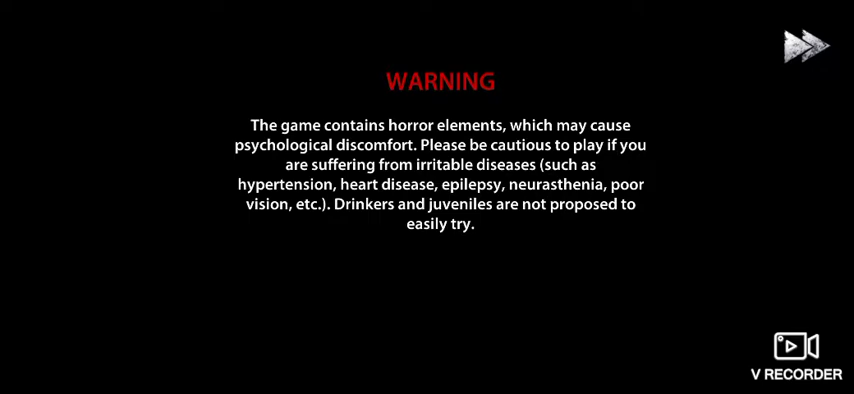 WARNING
The game contains horror elements, which may cause
psychological discomfort. Please be cautious to play if you
are suffering from irritable diseases (such as
hypertension, heart disease, epilepsy, neurasthenia, poor
vision, etc.). Drinkers and juveniles are not proposed to
easily try.
V RECORDER